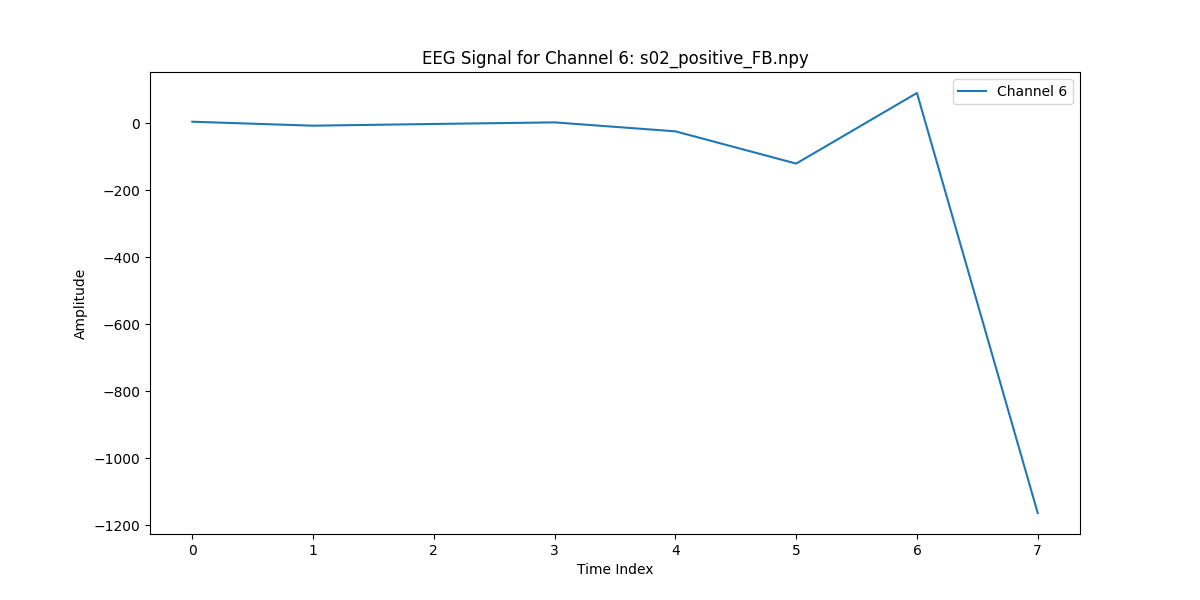 EEG Signal for Channel 6: s02_positive_FB.npy
Channel 6
0
−200
−400
−600
−800
−1000
−1200
Amplitude
0 1 2 3 4 5 6 7
Time Index